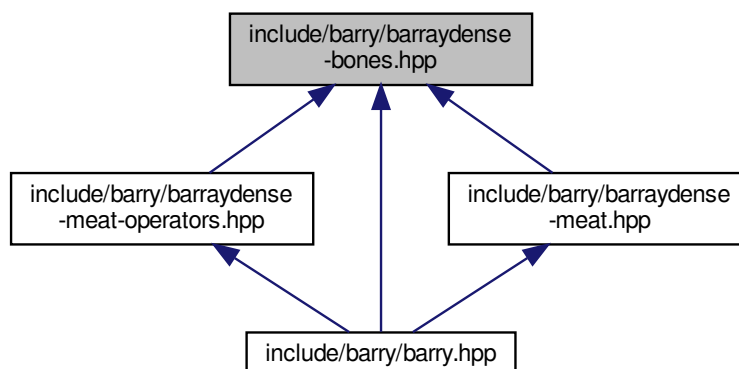 include/barry/barraydense
-bones.hpp
include/barry/barraydense
-meat-operators.hpp
include/barry/barraydense
-meat.hpp
include/barry/barry.hpp